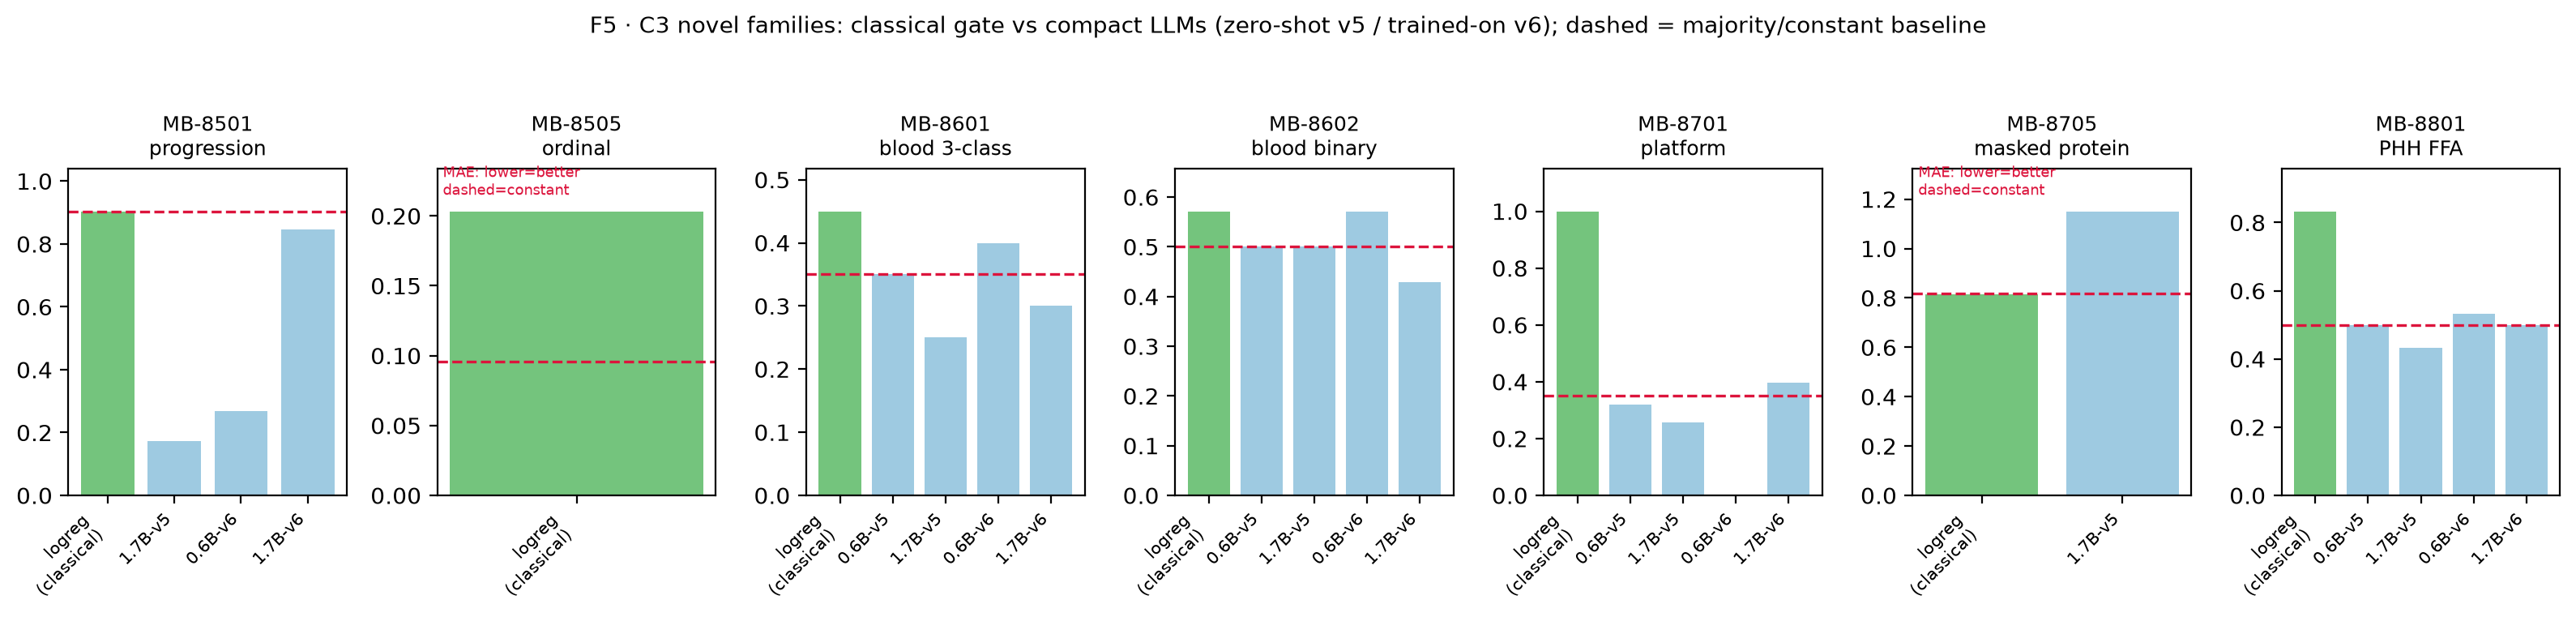 F5 · C3 novel families: classical gate vs compact LLMs (zero-shot v5 / trained-on v6); dashed = majority/constant baseline
MB-8501
progression
1.0
0.8
0.6
0.4
0.2
0.0
logreg
(classical)
1.7B-v5
0.6B-v6
1.7B-v6
MB-8505
ordinal
MAE: lower=better
dashed=constant
0.20
0.15
0.10
0.05
0.00
logreg
(classical)
MB-8601
blood 3-class
0.5
0.4
0.3
0.2
0.1
0.0
logreg
(classical)
0.6B-v5
1.7B-v5
0.6B-v6
1.7B-v6
MB-8602
blood binary
0.6
0.5
0.4
0.3
0.2
0.1
0.0
logreg
(classical)
0.6B-v5
1.7B-v5
0.6B-v6
1.7B-v6
MB-8701
platform
1.0
0.8
0.6
0.4
0.2
0.0
logreg
(classical)
0.6B-v5
1.7B-v5
0.6B-v6
1.7B-v6
MB-8705
masked protein
MAE: lower=better
dashed=constant
1.2
1.0
0.8
0.6
0.4
0.2
0.0
logreg
(classical)
1.7B-v5
MB-8801
PHH FFA
0.8
0.6
0.4
0.2
0.0
logreg
(classical)
0.6B-v5
1.7B-v5
0.6B-v6
1.7B-v6